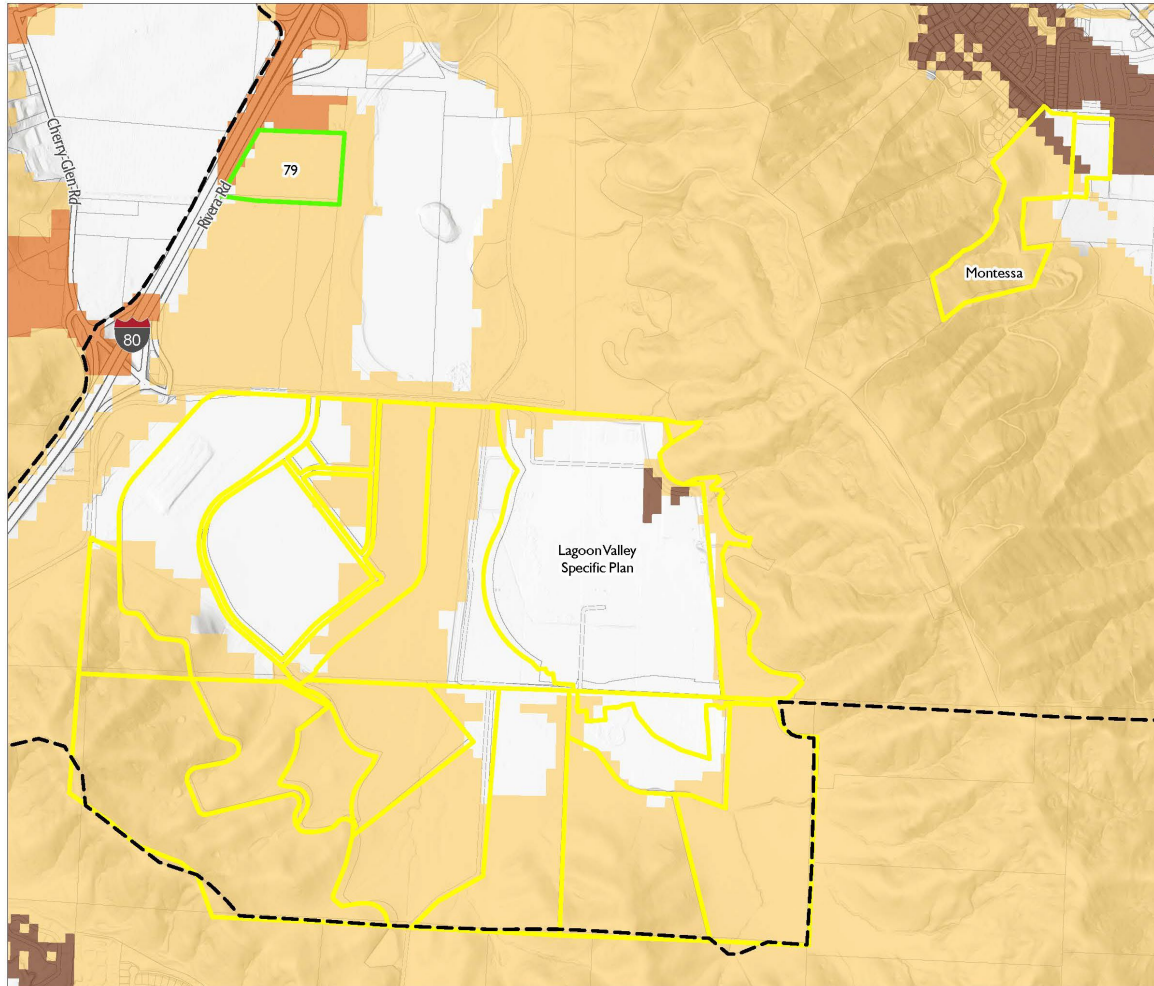 Cherry-Glen-Rd
Rivera-Rd
79
Montessa
80
Lagoon Valley
Specific Plan